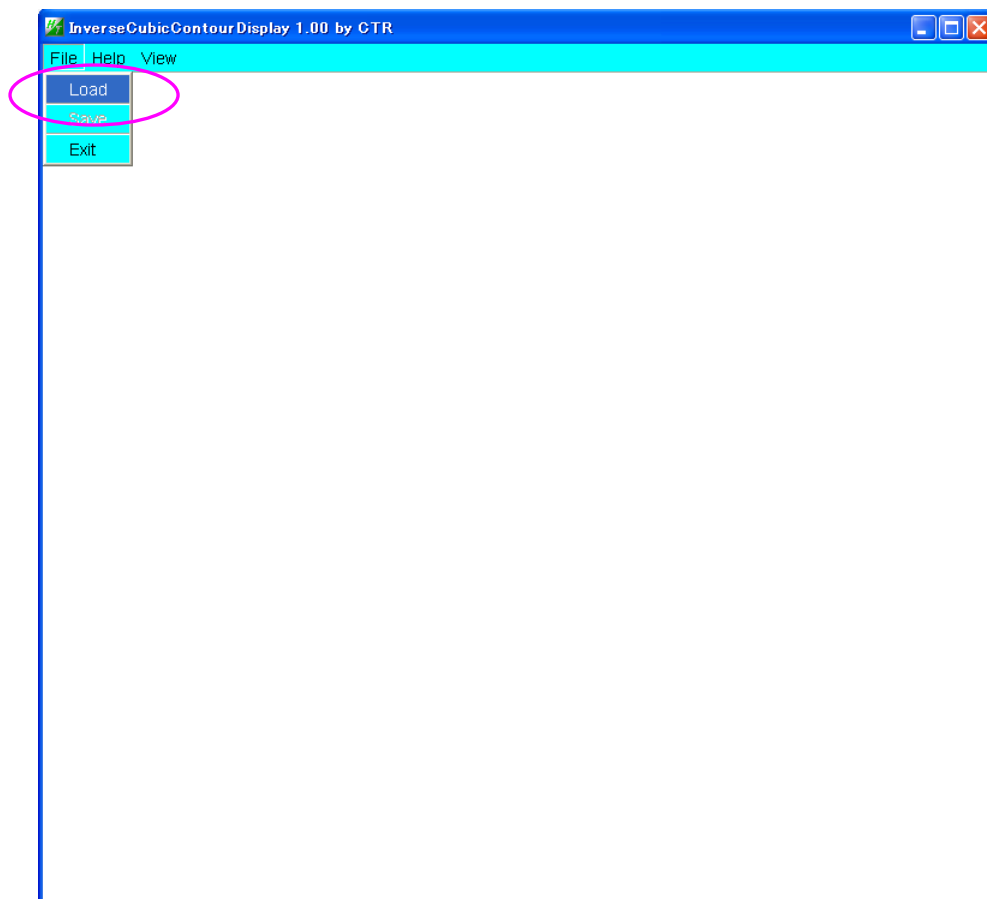 InverseCubicContourDisplay 1.00 by CTR
File Help View
Load
Save
Exit